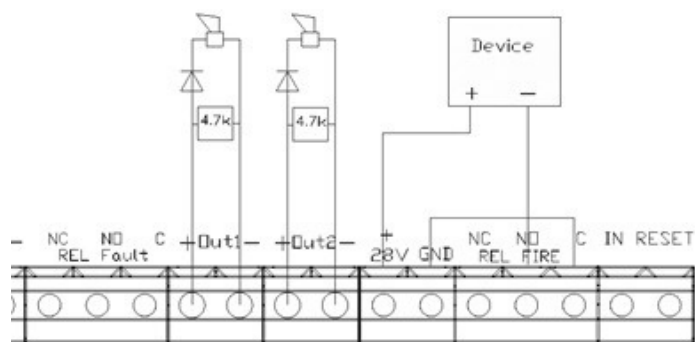 Device
+ −
4.7k 4.7k
- NC NO C +Out1- +Out2- + NC NO C IN RESET
REL Fault 28V GND REL FIRE